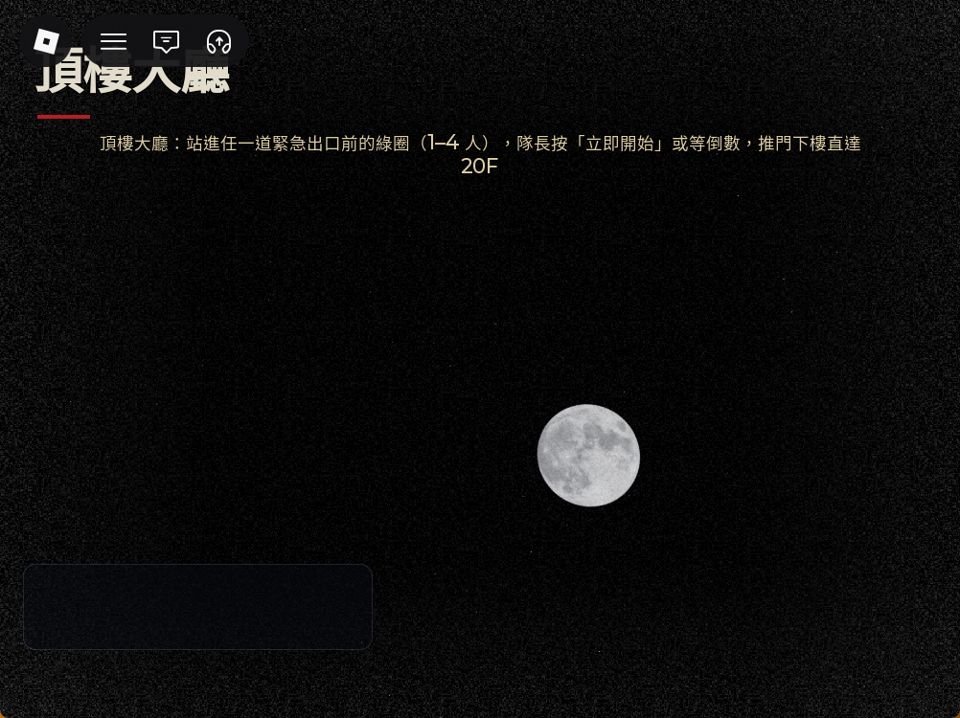 頂樓大廳
頂樓大廳：站進任一道緊急出口前的綠圈（1–4 人），隊長按「立即開始」或等倒數，推門下樓直達
20F